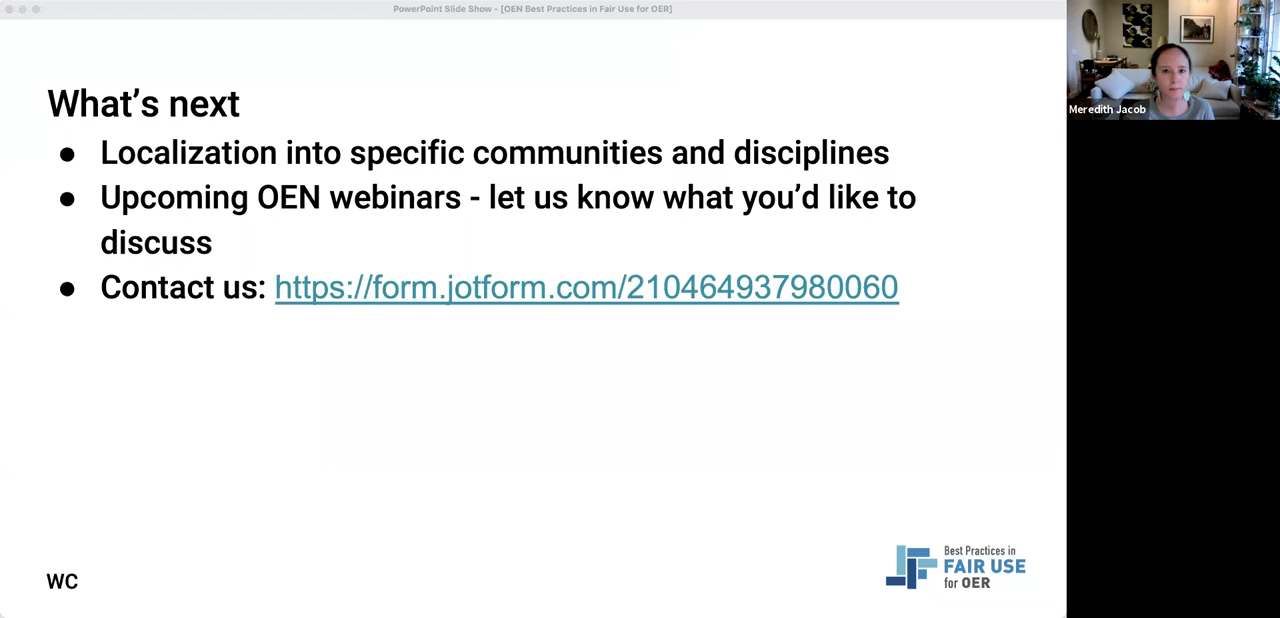 PowerPoint Slide Show - [OEN Best Practices in Fair Use for OER]
What's next
● Localization into specific communities and disciplines
● Upcoming OEN webinars - let us know what you'd like to
discuss
● Contact us: https://form.jotform.com/210464937980060
WC
Best Practices in
FAIR USE
for OER
Meredith Jacob